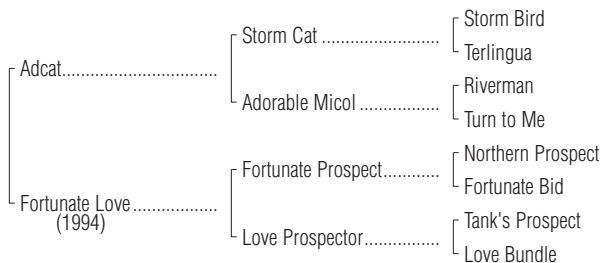 Storm Bird
Storm Cat ..........................
Terlingua
Adcat..................................
Riverman
Adorable Micol .................
Turn to Me
Northern Prospect
Fortunate Prospect............
Fortunate Bid
Fortunate Love ..................
(1994)
Tank's Prospect
Love Prospector.................
Love Bundle